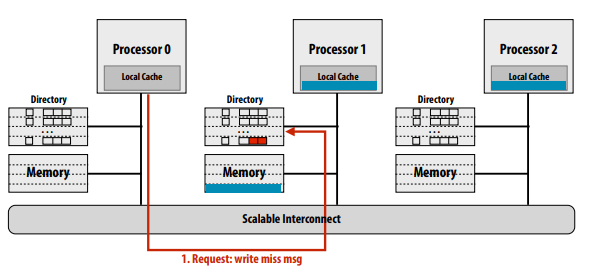 Processor 0
Processor 1
Processor 2
Local Cache
Local Cache
Local Cache
Directory
Directory
Directory
...
...
...
Memory
Memory
Memory
Scalable Interconnect
1. Request: write miss msg